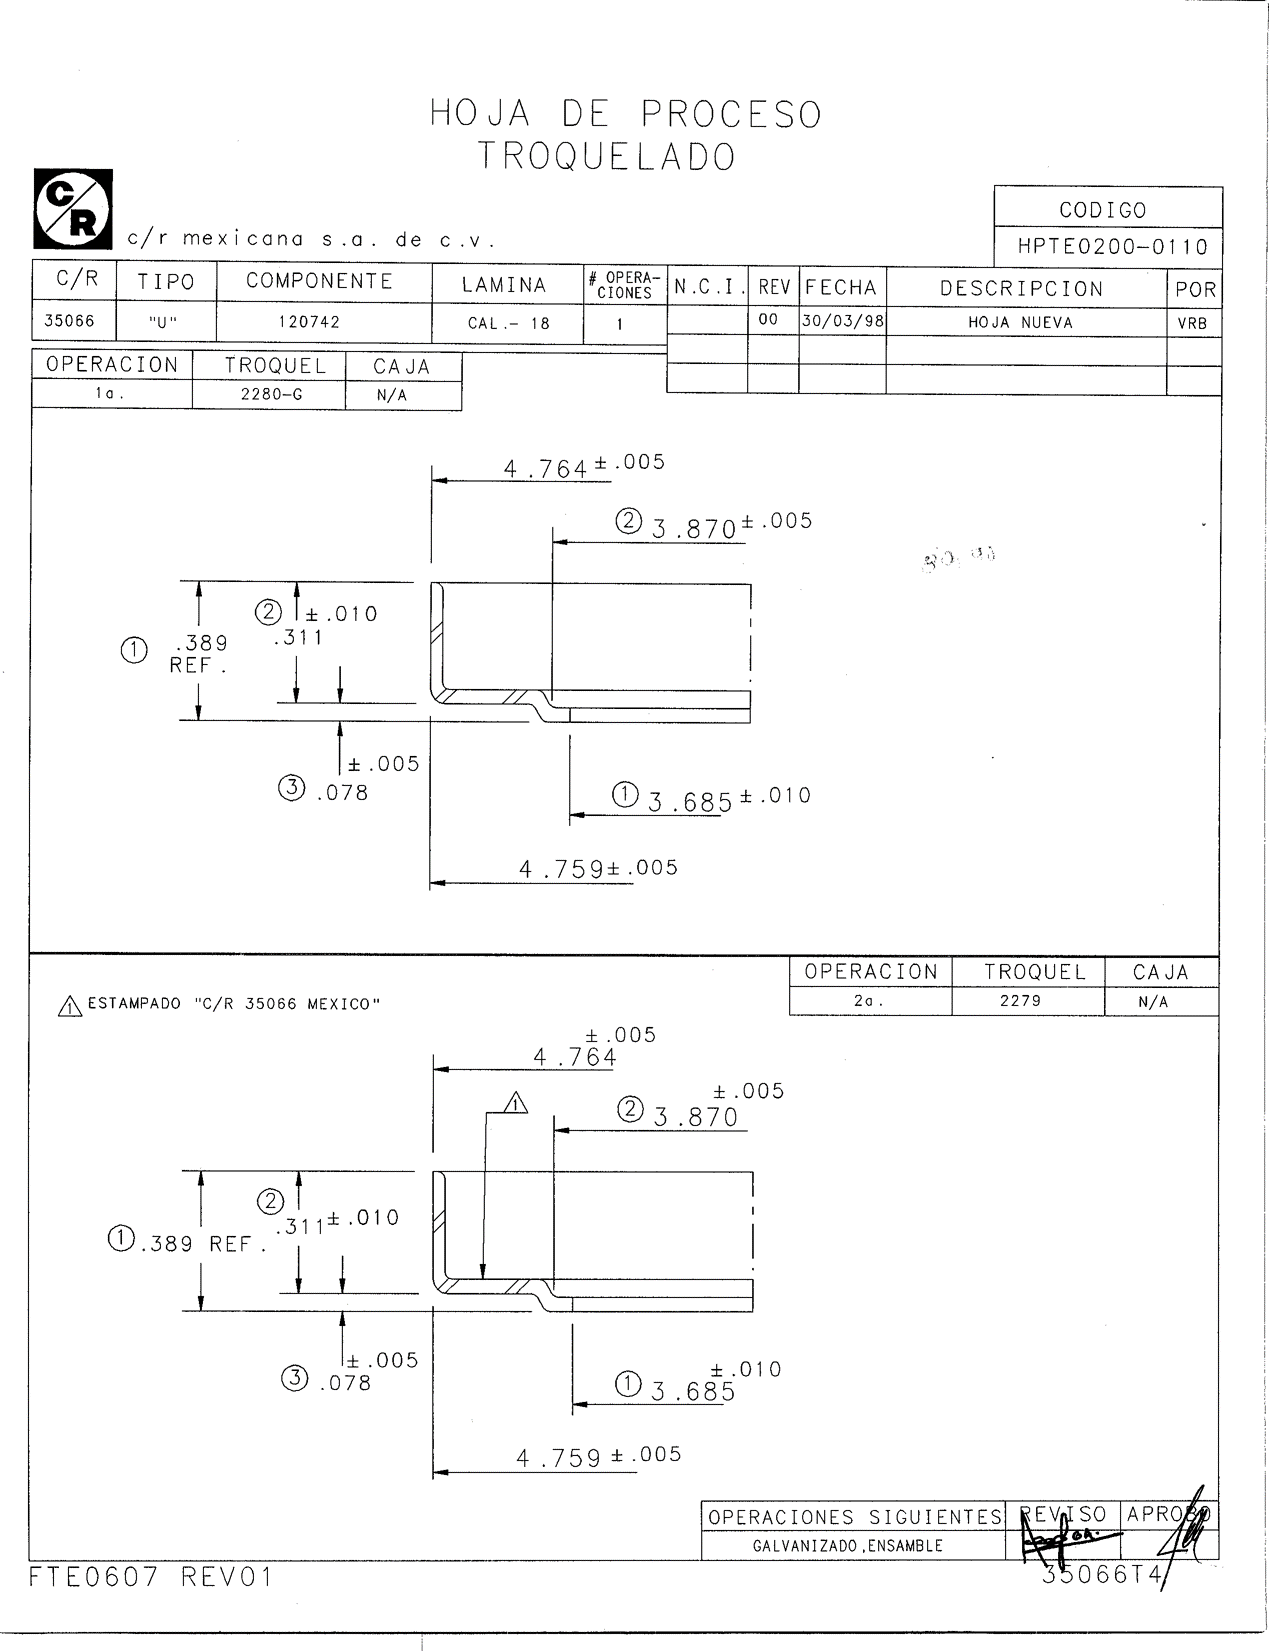 HOJA DE PROCESO
TROQUELADO
C/R
c/r mexicana s.a. de c.v.
CODIGO
HPTE0200-0110
C/R TIPO COMPONENTE LAMINA # OPERA-CIONES N.C.I. REV FECHA DESCRIPCION POR
35066 "U" 120742 CAL.- 18 1 00 30/03/98 HOJA NUEVA VRB
OPERACION TROQUEL CAJA
1a. 2280-G N/A
4.764 ±.005
2 3.870 ±.005
2 ±.010
.311
1 .389
REF.
±.005
3 .078
1 3.685 ±.010
4.759±.005
OPERACION TROQUEL CAJA
2a. 2279 N/A
1 ESTAMPADO "C/R 35066 MEXICO"
±.005
4.764
1
±.005
2 3.870
2
.311±.010
1 .389 REF.
±.005
3 .078
±.010
1 3.685
4.759 ±.005
OPERACIONES SIGUIENTES REVISO APROBO
GALVANIZADO,ENSAMBLE
FTE0607 REV01
35066T4